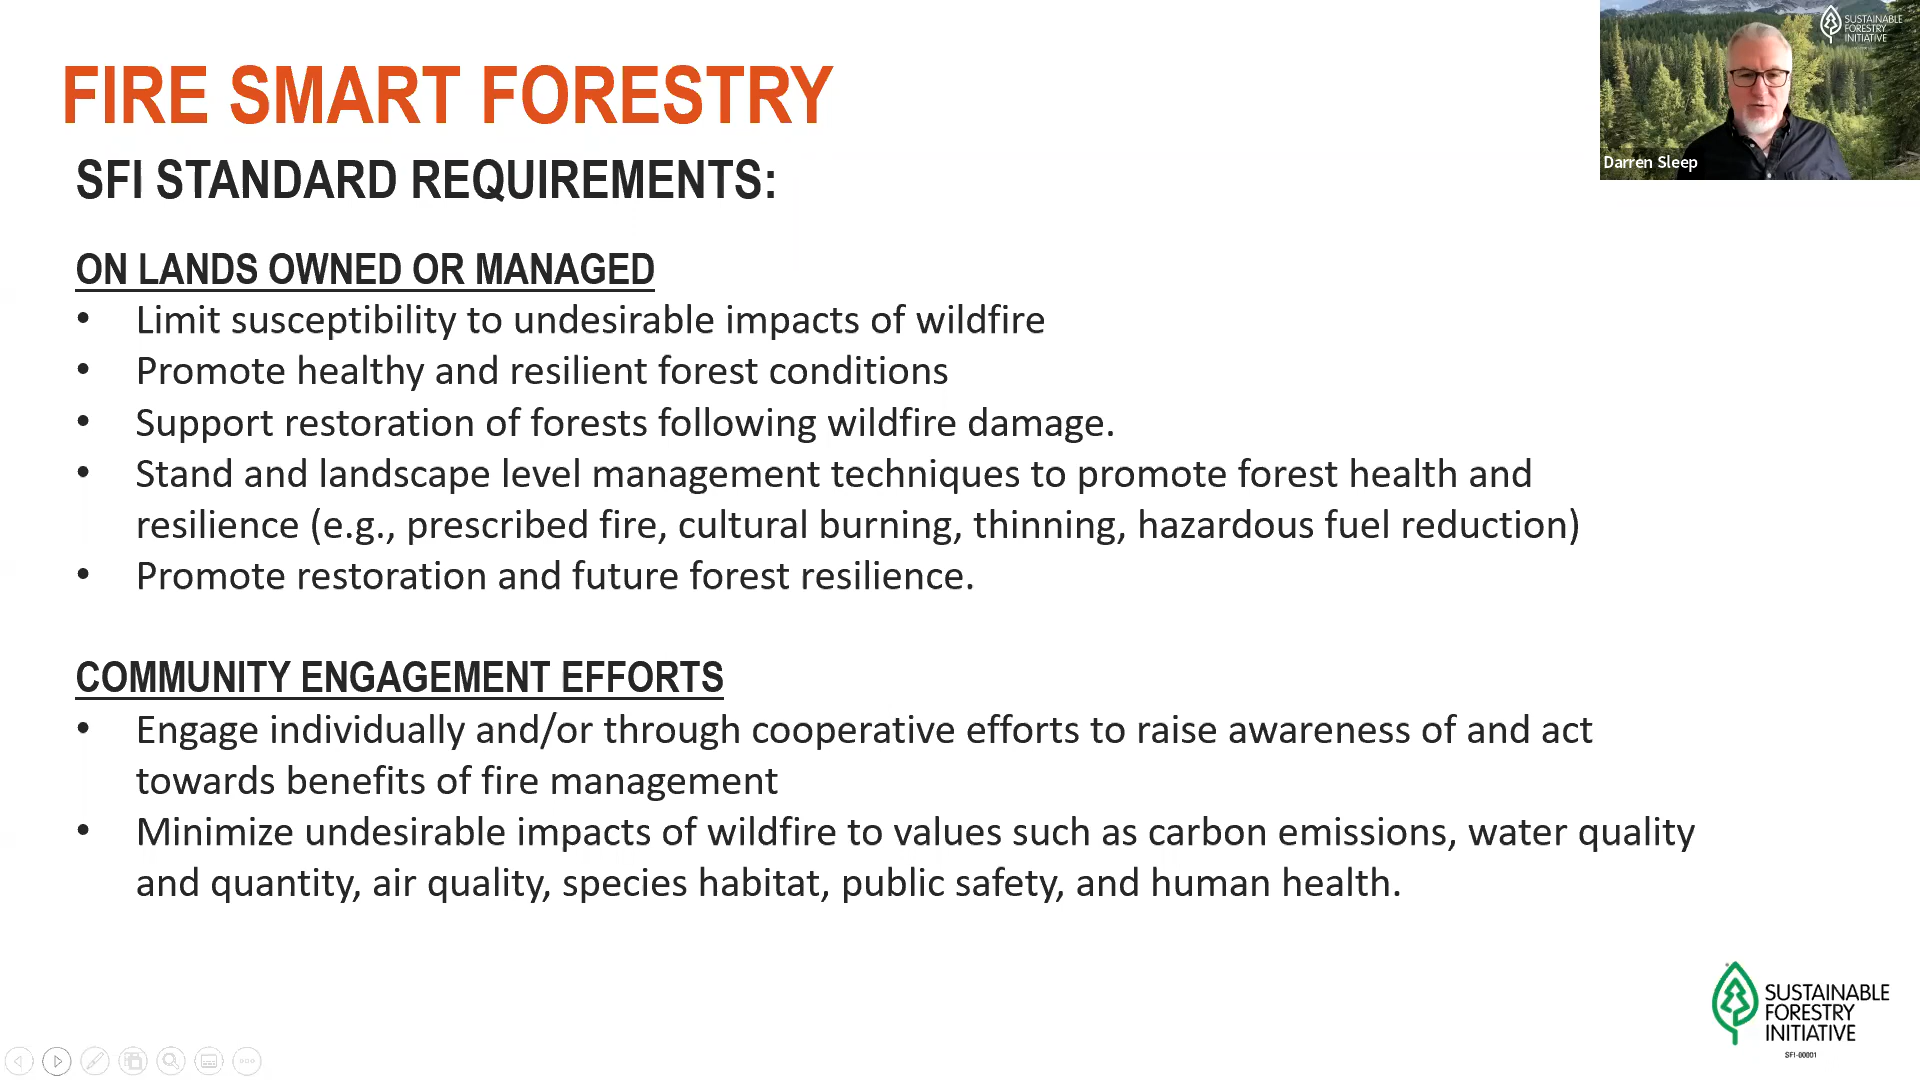 FIRE SMART FORESTRY
SFI STANDARD REQUIREMENTS:
ON LANDS OWNED OR MANAGED
• Limit susceptibility to undesirable impacts of wildfire
• Promote healthy and resilient forest conditions
• Support restoration of forests following wildfire damage.
• Stand and landscape level management techniques to promote forest health and
resilience (e.g., prescribed fire, cultural burning, thinning, hazardous fuel reduction)
• Promote restoration and future forest resilience.
COMMUNITY ENGAGEMENT EFFORTS
• Engage individually and/or through cooperative efforts to raise awareness of and act
towards benefits of fire management
• Minimize undesirable impacts of wildfire to values such as carbon emissions, water quality
and quantity, air quality, species habitat, public safety, and human health.
SUSTAINABLE
FORESTRY
INITIATIVE
Darren Sleep
SUSTAINABLE
FORESTRY
INITIATIVE
SFI-00001